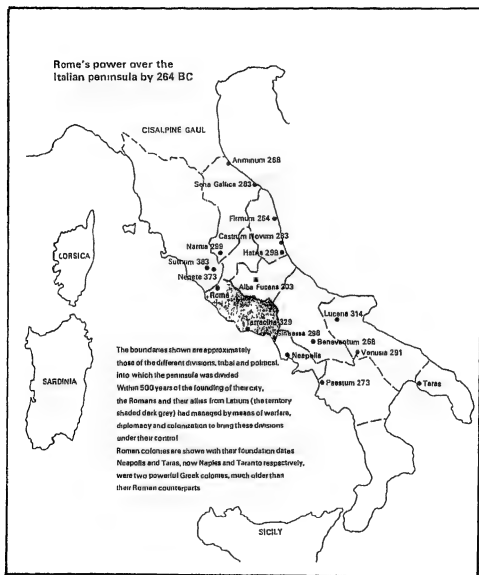 Rome's power over the
Italian peninsula by 264 BC
CISALPINE GAUL
Ariminum 268
Sena Gallica 283
Firmum 264
Castrum Novum 283
Hatria 298
Narnia 299
Sutrium 383
Nepete 373
Rome
Alba Fucens 303
CORSICA
Luceria 314
Tarracina 329
Sinuessa 296
Beneventum 268
Venusia 291
Neapolis
Paestum 273
Taras
SARDINIA
The boundaries shown are approximately
those of the different divisions, tribal and political,
into which the peninsula was divided
Within 500 years of the founding of their city,
the Romans and their allies from Latium (the territory
shaded dark grey) had managed by means of warfare,
diplomacy and colonization to bring these divisions
under their control
Roman colonies are shown with their foundation dates
Neapolis and Taras, now Naples and Taranto respectively,
were two powerful Greek colonies, much older than
their Roman counterparts
SICILY